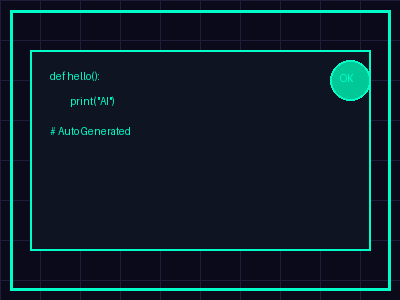 def hello():
OK
print("AI")
# AutoGenerated